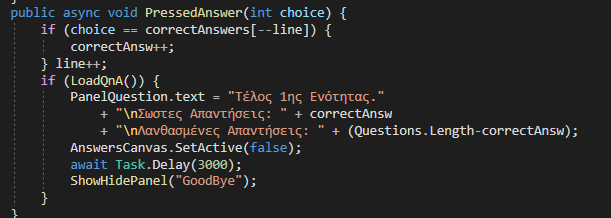 public async void PressedAnswer(int choice) {
if (choice == correctAnswers[--line]) {
correctAnsw++;
} line++;
if (LoadQnA()) {
PanelQuestion.text = "Τέλος 1ης Ενότητας."
+ "\nΣωστες Απαντήσεις: " + correctAnsw
+ "\nΛανθασμένες Απαντήσεις: " + (Questions.Length-correctAnsw);
AnswersCanvas.SetActive(false);
await Task.Delay(3000);
ShowHidePanel("GoodBye");
}
}